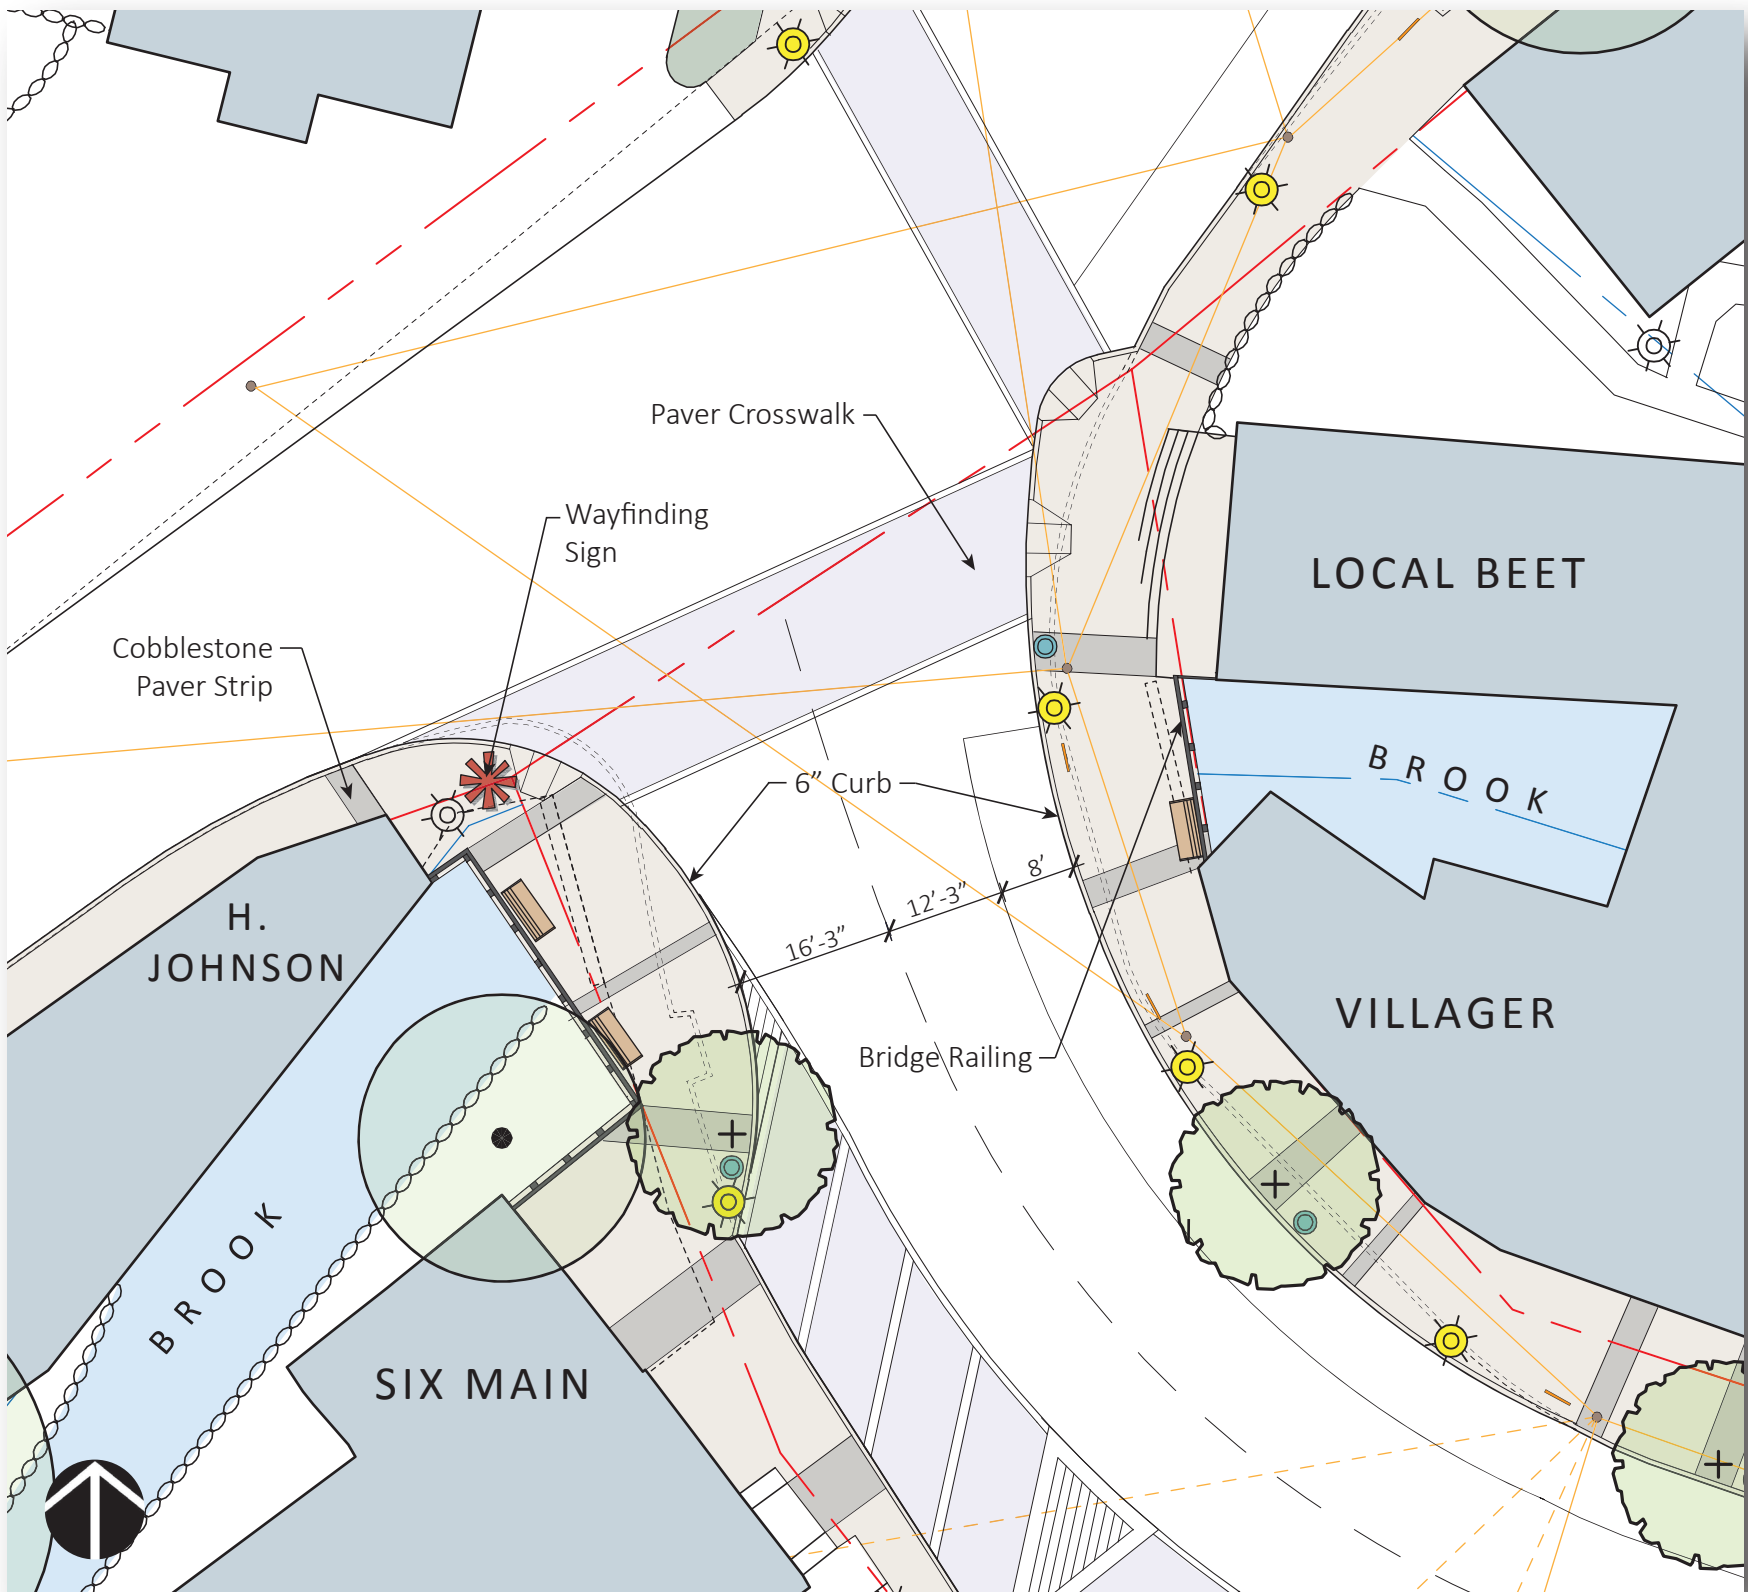 Paver Crosswalk
Wayfinding
Sign
LOCAL BEET
Cobblestone
Paver Strip
BROOK
6” Curb
8’
12’-3”
16’-3”
H.
JOHNSON
VILLAGER
Bridge Railing
BROOK
SIX MAIN